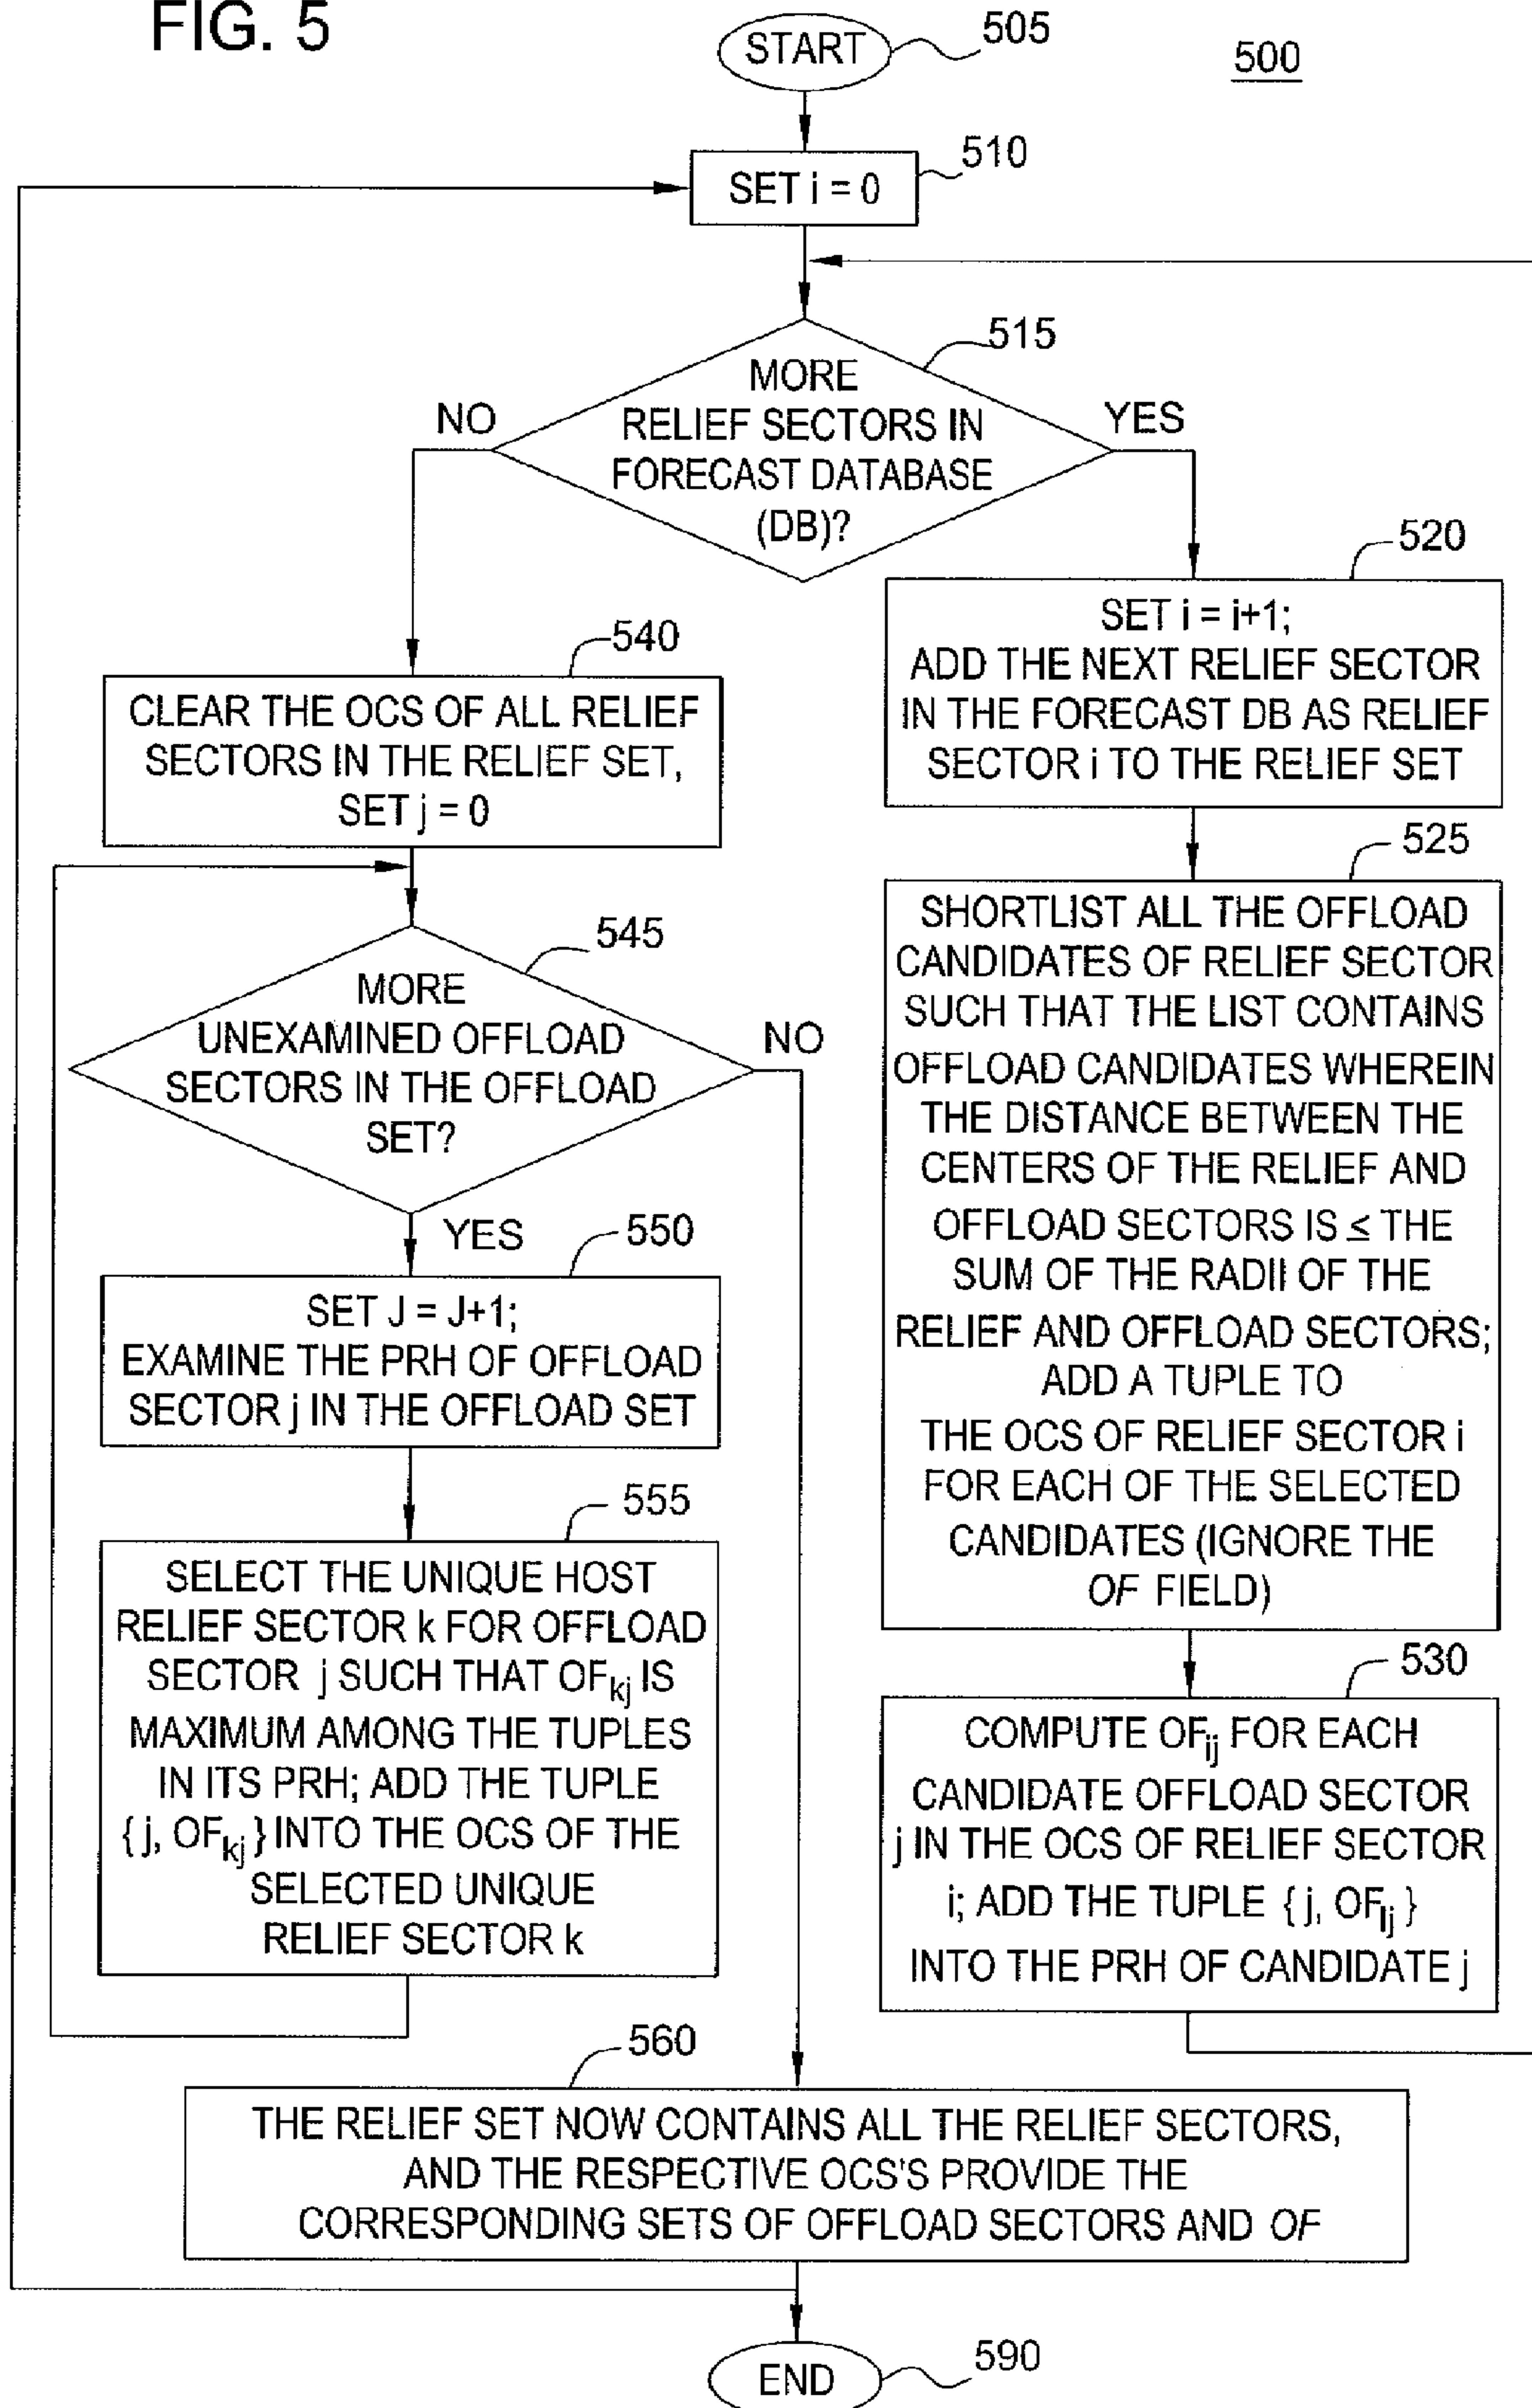 FIG. 5
500
START
505
SET i = 0
510
MORE
RELIEF SECTORS IN
FORECAST DATABASE
(DB)?
515
NO
YES
520
SET i = i+1;
ADD THE NEXT RELIEF SECTOR
IN THE FORECAST DB AS RELIEF
SECTOR i TO THE RELIEF SET
525
SHORTLIST ALL THE OFFLOAD
CANDIDATES OF RELIEF SECTOR
SUCH THAT THE LIST CONTAINS
OFFLOAD CANDIDATES WHEREIN
THE DISTANCE BETWEEN THE
CENTERS OF THE RELIEF AND
OFFLOAD SECTORS IS ≤ THE
SUM OF THE RADII OF THE
RELIEF AND OFFLOAD SECTORS;
ADD A TUPLE TO
THE OCS OF RELIEF SECTOR i
FOR EACH OF THE SELECTED
CANDIDATES (IGNORE THE
OF FIELD)
530
COMPUTE OFij FOR EACH
CANDIDATE OFFLOAD SECTOR
j IN THE OCS OF RELIEF SECTOR
i; ADD THE TUPLE {j, OFIj}
INTO THE PRH OF CANDIDATE j
540
CLEAR THE OCS OF ALL RELIEF
SECTORS IN THE RELIEF SET,
SET j = 0
545
MORE
UNEXAMINED OFFLOAD
SECTORS IN THE OFFLOAD
SET?
NO
YES
550
SET J = J+1;
EXAMINE THE PRH OF OFFLOAD
SECTOR j IN THE OFFLOAD SET
555
SELECT THE UNIQUE HOST
RELIEF SECTOR k FOR OFFLOAD
SECTOR j SUCH THAT OFkj IS
MAXIMUM AMONG THE TUPLES
IN ITS PRH; ADD THE TUPLE
{j, OFkj} INTO THE OCS OF THE
SELECTED UNIQUE
RELIEF SECTOR k
560
THE RELIEF SET NOW CONTAINS ALL THE RELIEF SECTORS,
AND THE RESPECTIVE OCS'S PROVIDE THE
CORRESPONDING SETS OF OFFLOAD SECTORS AND OF
END
590